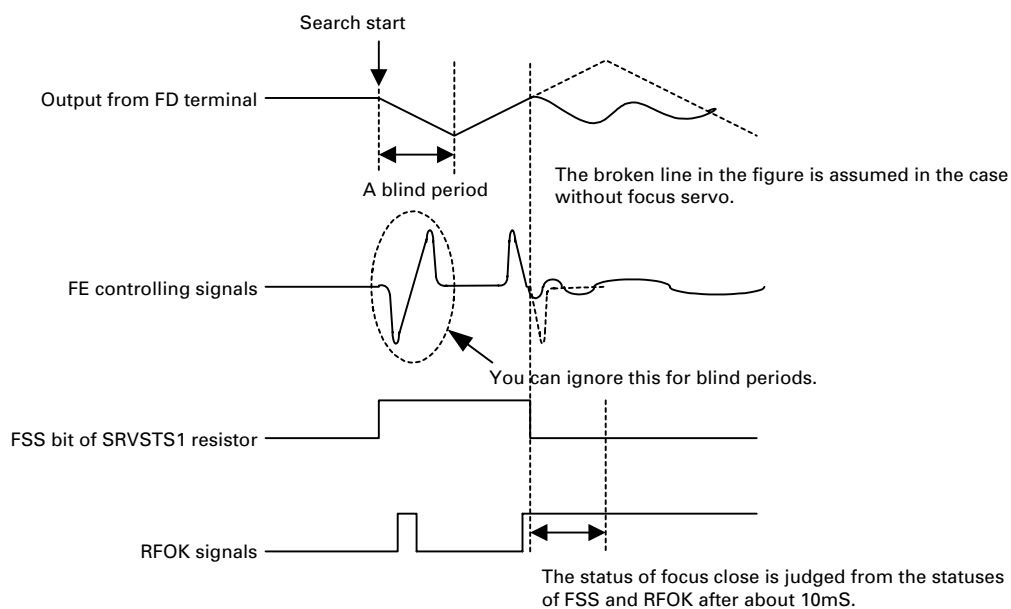 Search start
Output from FD terminal
A blind period
The broken line in the figure is assumed in the case
without focus servo.
FE controlling signals
You can ignore this for blind periods.
FSS bit of SRVSTS1 resistor
RFOK signals
The status of focus close is judged from the statuses
of FSS and RFOK after about 10mS.